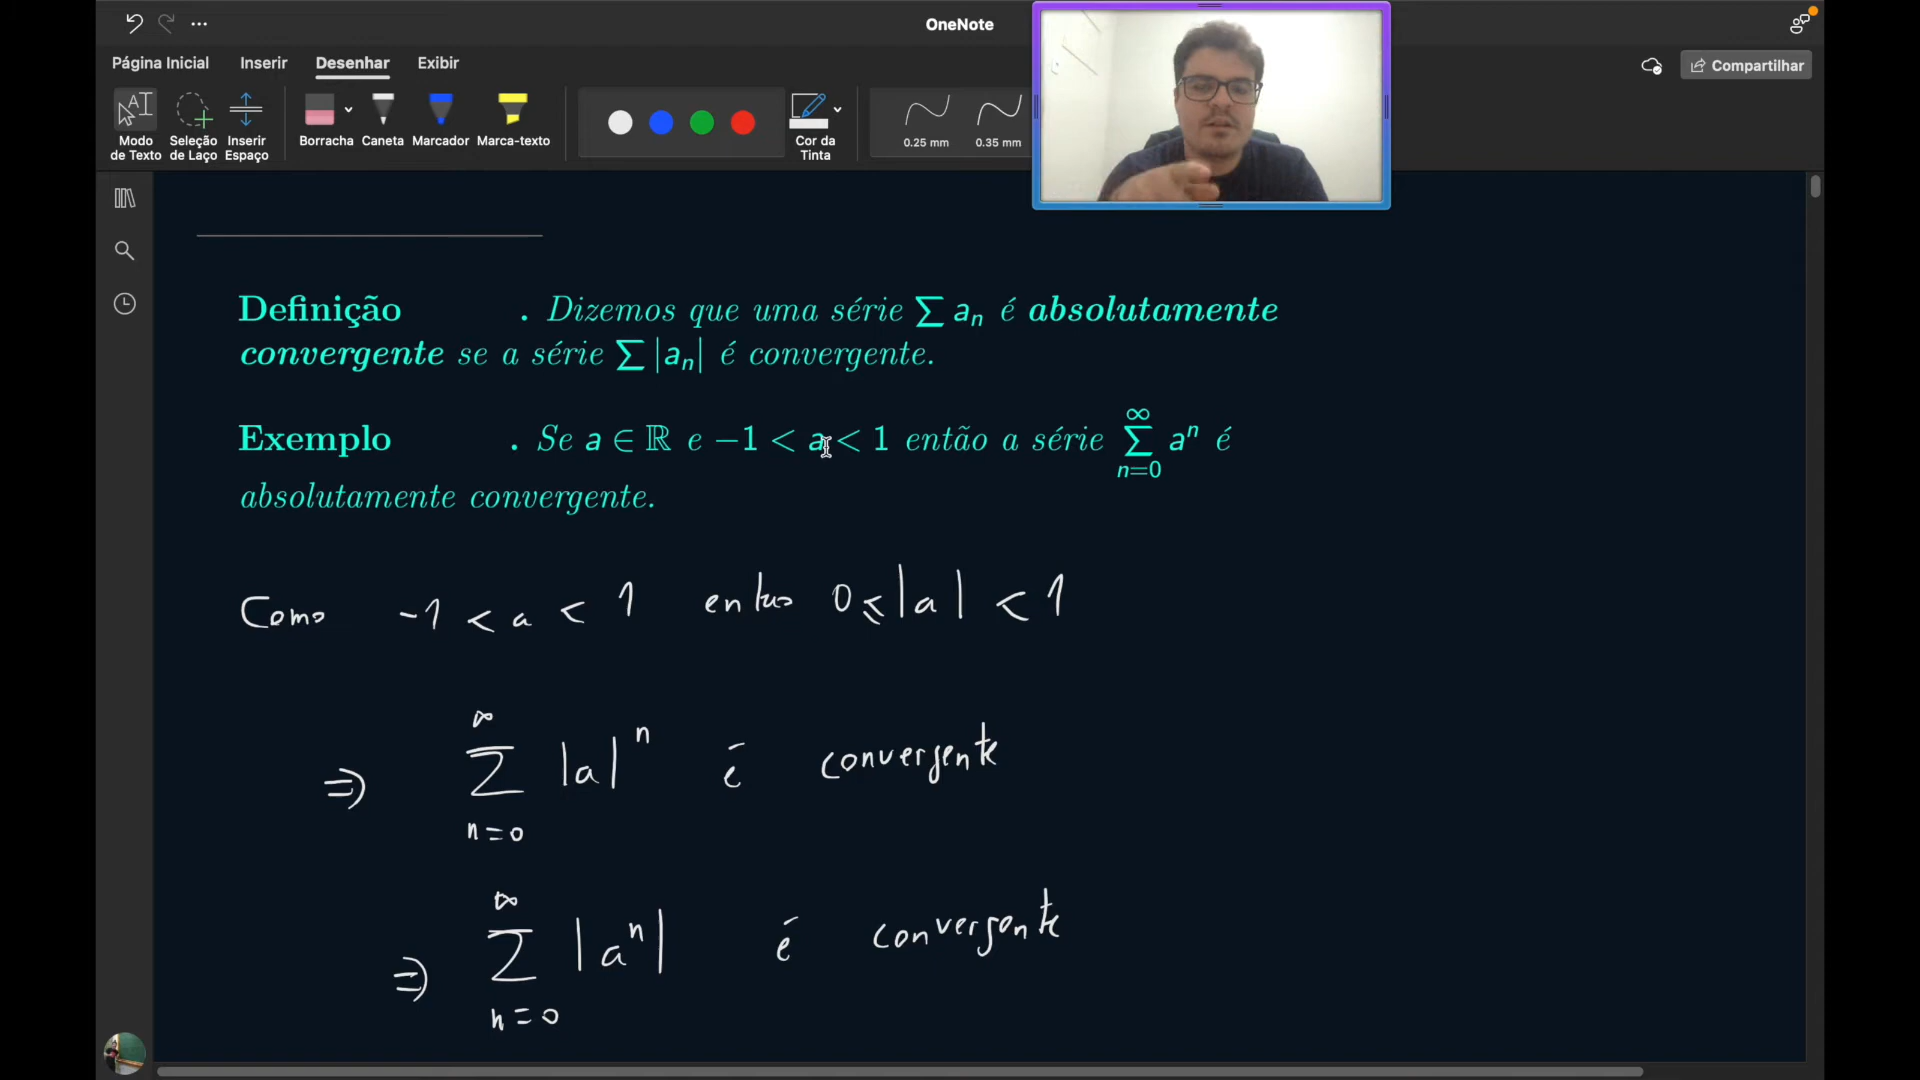 OneNote
Página Inicial Inserir Desenhar Exibir
Compartilhar
Modo de Texto Seleção de Laço Inserir Espaço Borracha Caneta Marcador Marca-texto Cor da Tinta 0.25 mm 0.35 mm
Definição . Dizemos que uma série ∑ aₙ é absolutamente
convergente se a série ∑ |aₙ| é convergente.
Exemplo . Se a ∈ ℝ e −1 < a < 1 então a série ∑_{n=0}^{∞} aⁿ é
absolutamente convergente.
Como -1 < a < 1 então 0 ≤ |a| < 1
⇒ ∑_{n=0}^{∞} |a|ⁿ é convergente
⇒ ∑_{n=0}^{∞} |aⁿ| é convergente